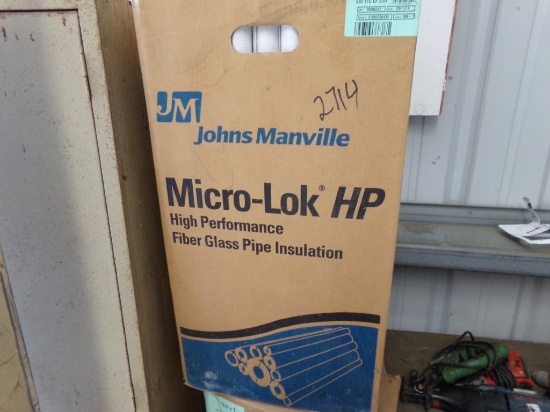 2714
JM
Johns Manville
Micro-Lok® HP
High Performance
Fiber Glass Pipe Insulation